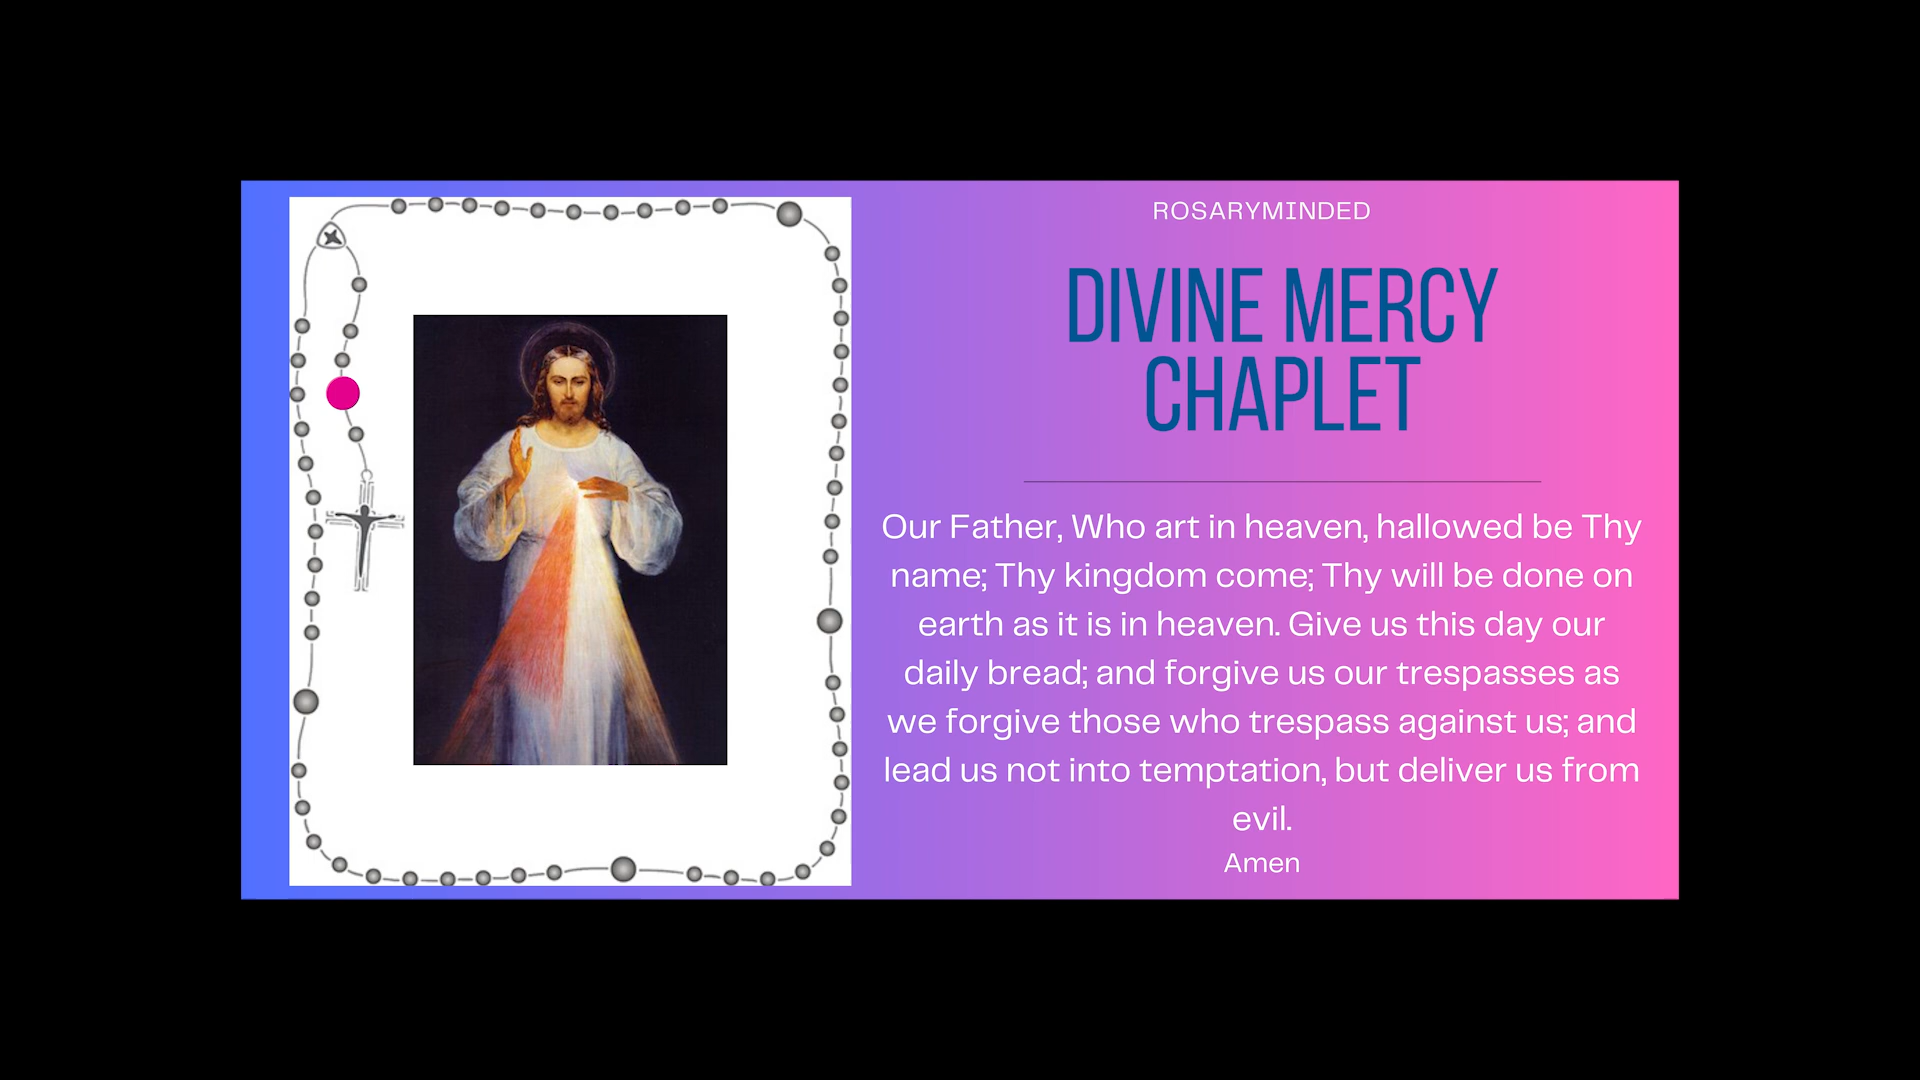 ROSARYMINDED
DIVINE MERCY
CHAPLET
Our Father, Who art in heaven, hallowed be Thy
name; Thy kingdom come; Thy will be done on
earth as it is in heaven. Give us this day our
daily bread; and forgive us our trespasses as
we forgive those who trespass against us; and
lead us not into temptation, but deliver us from
evil.
Amen